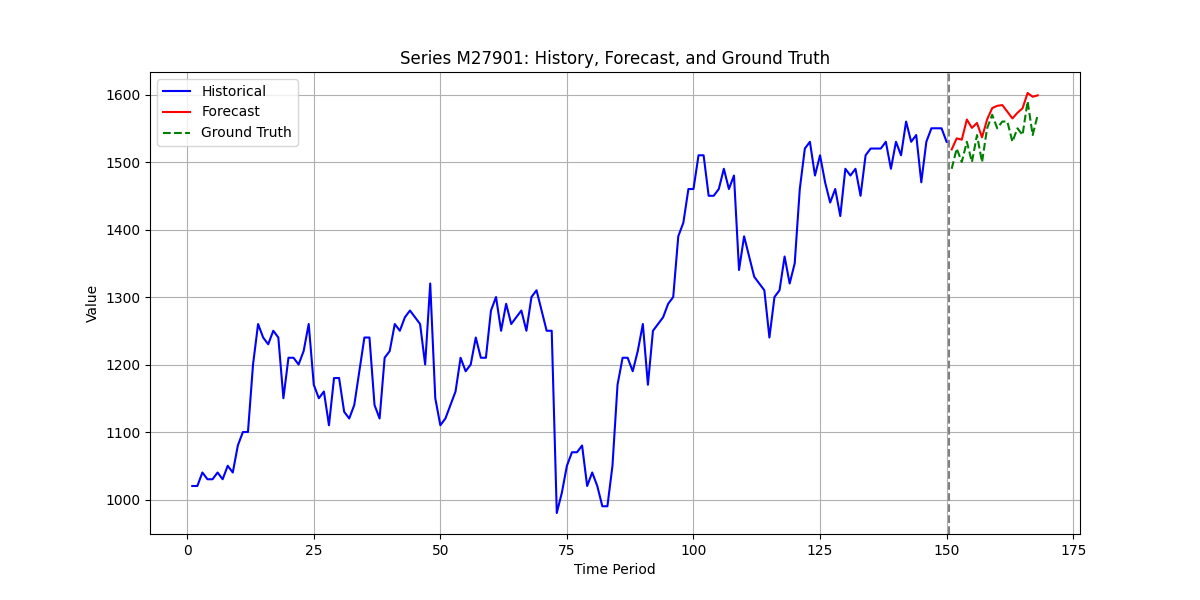 Series M27901: History, Forecast, and Ground Truth
Historical
Forecast
Ground Truth
1600
1500
1400
1300
1200
1100
1000
Value
0 25 50 75 100 125 150 175
Time Period